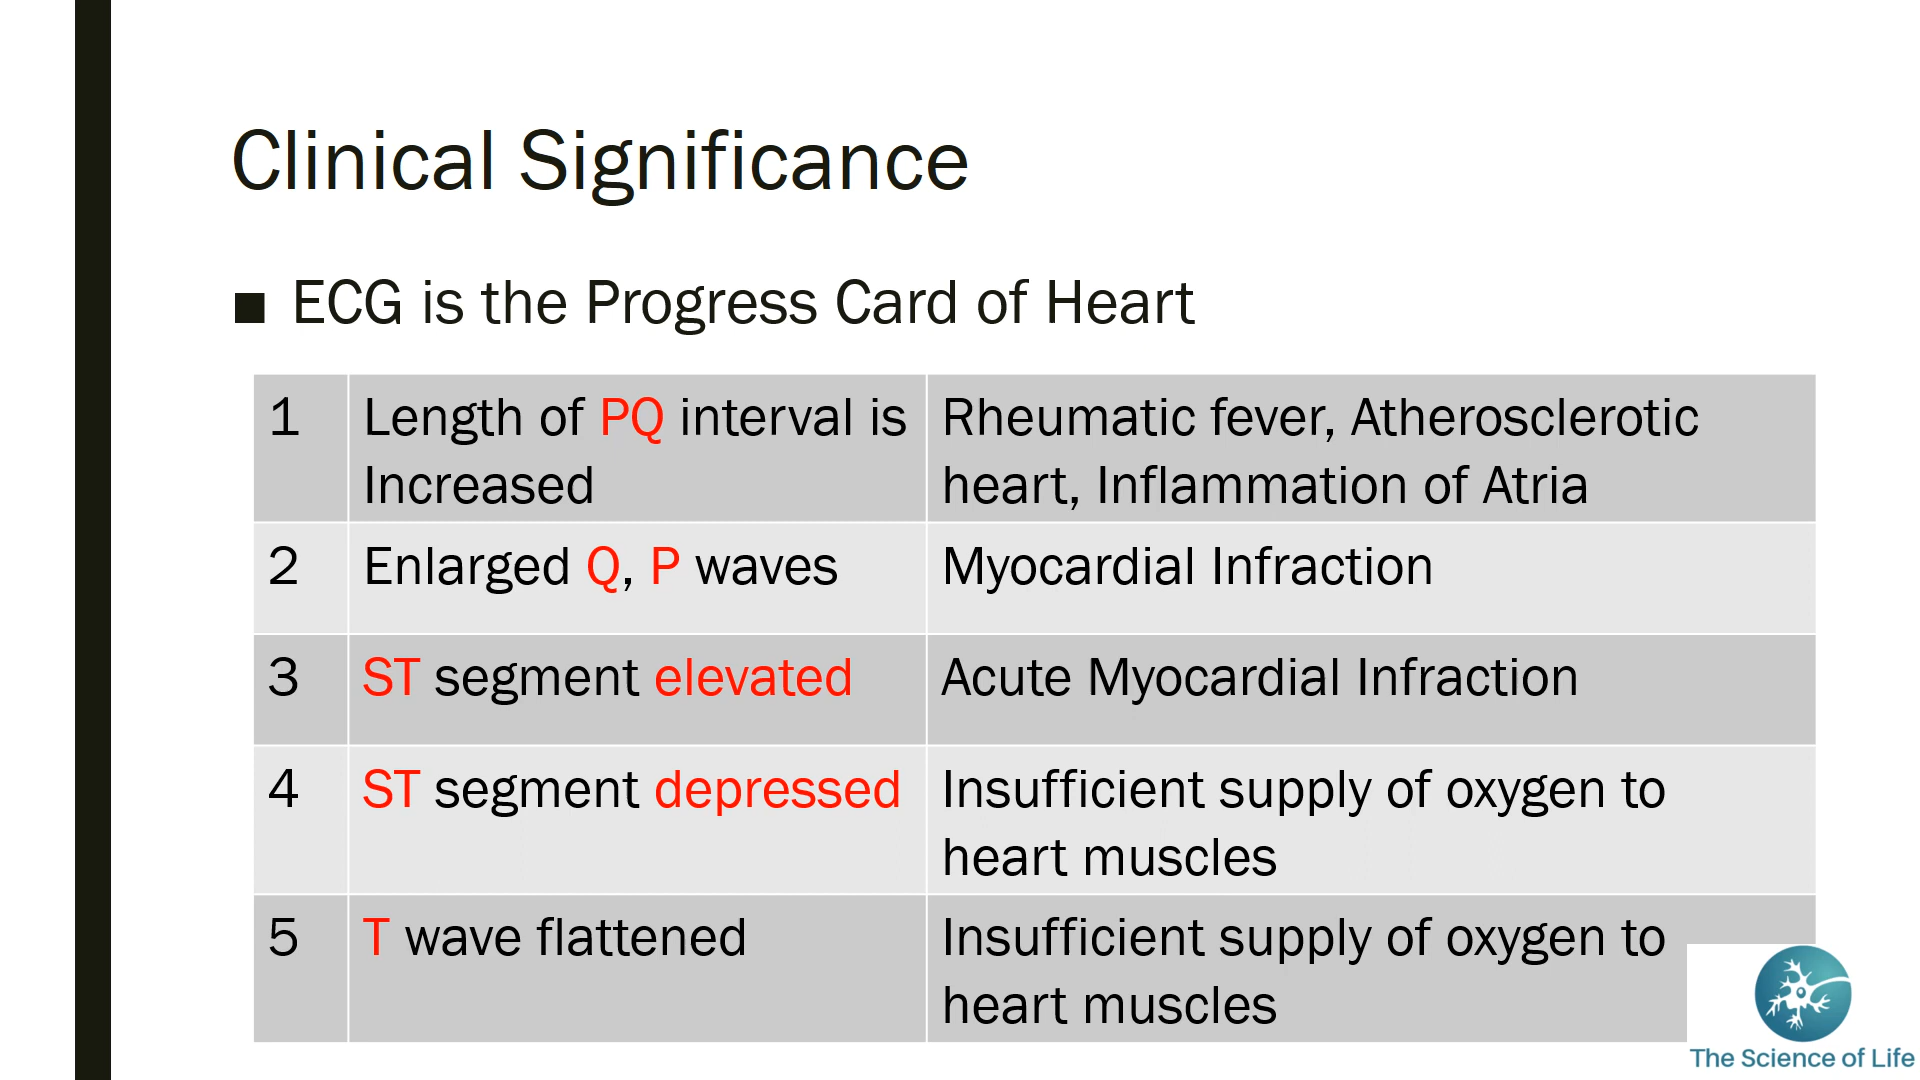 Clinical Significance
■ ECG is the Progress Card of Heart
1 Length of PQ interval is Rheumatic fever, Atherosclerotic
Increased heart, Inflammation of Atria
2 Enlarged Q, P waves Myocardial Infraction
3 ST segment elevated Acute Myocardial Infraction
4 ST segment depressed Insufficient supply of oxygen to
heart muscles
5 T wave flattened Insufficient supply of oxygen to
heart muscles
The Science of Life